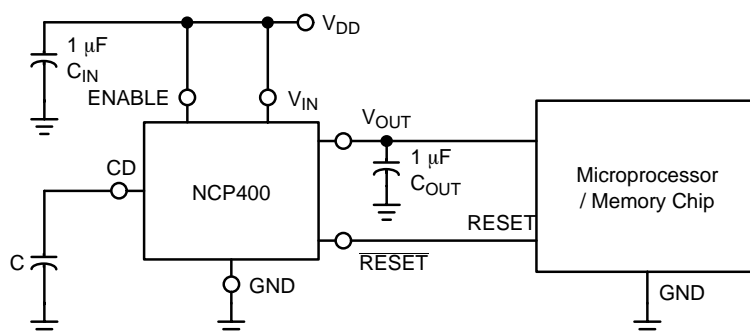 V_DD
1 μF
C_IN
ENABLE
V_IN
V_OUT
CD
NCP400
1 μF
C_OUT
Microprocessor
/ Memory Chip
RESET
C
RESET
GND
GND